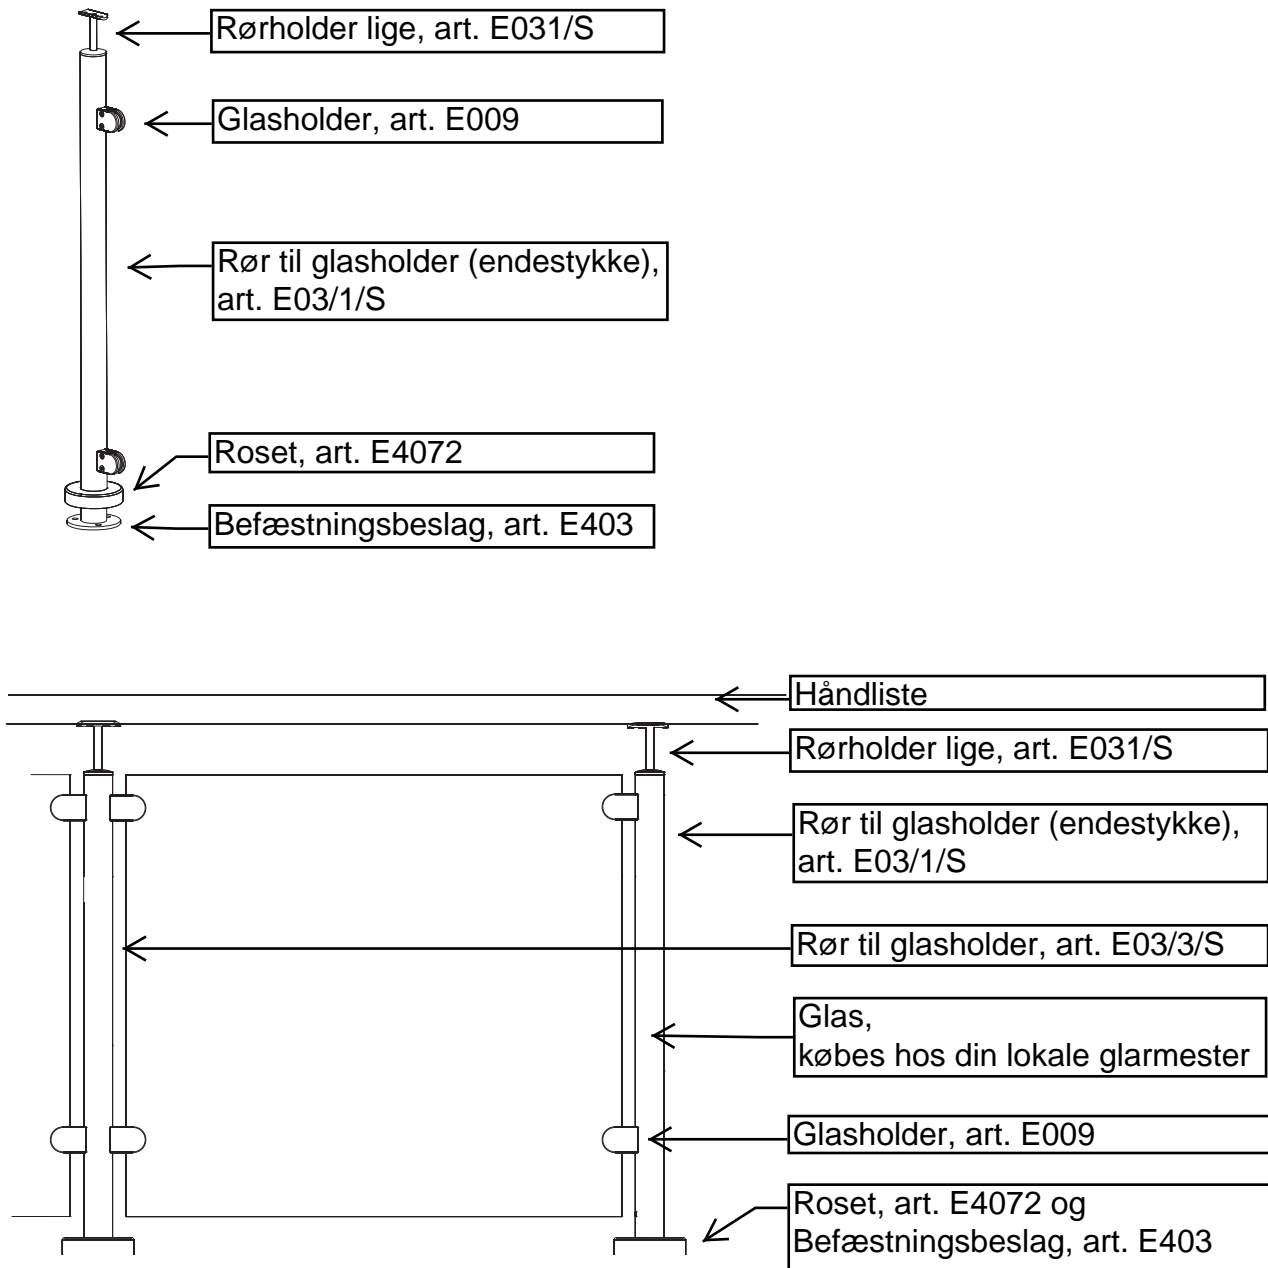 Rørholder lige, art. E031/S
Glasholder, art. E009
Rør til glasholder (endestykke),
art. E03/1/S
Roset, art. E4072
Befæstningsbeslag, art. E403
Håndliste
Rørholder lige, art. E031/S
Rør til glasholder (endestykke),
art. E03/1/S
Rør til glasholder, art. E03/3/S
Glas,
købes hos din lokale glarmester
Glasholder, art. E009
Roset, art. E4072 og
Befæstningsbeslag, art. E403